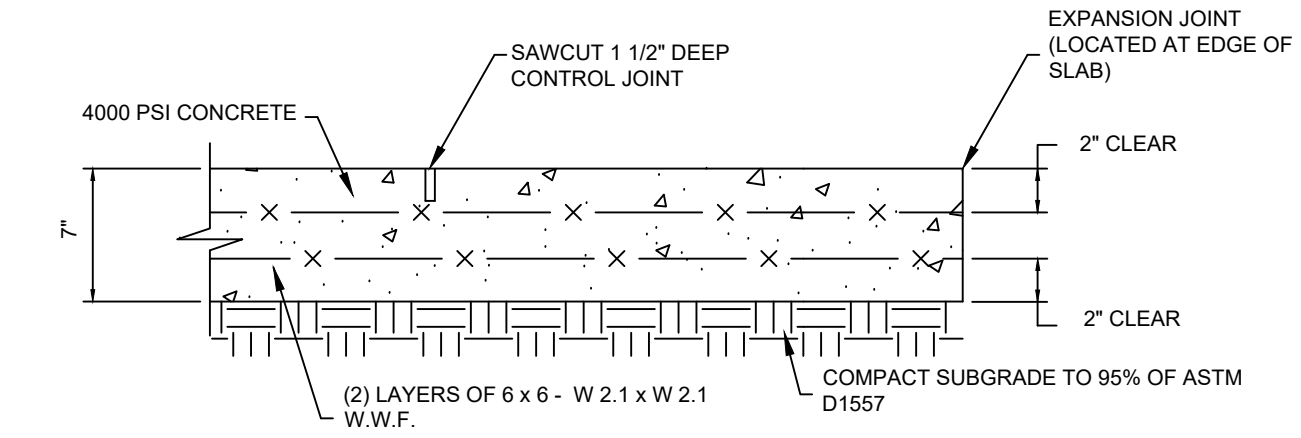 EXPANSION JOINT
(LOCATED AT EDGE OF
SLAB)
SAWCUT 1 1/2" DEEP
CONTROL JOINT
4000 PSI CONCRETE
2" CLEAR
7"
2" CLEAR
(2) LAYERS OF 6 x 6 - W 2.1 x W 2.1
W.W.F.
COMPACT SUBGRADE TO 95% OF ASTM
D1557